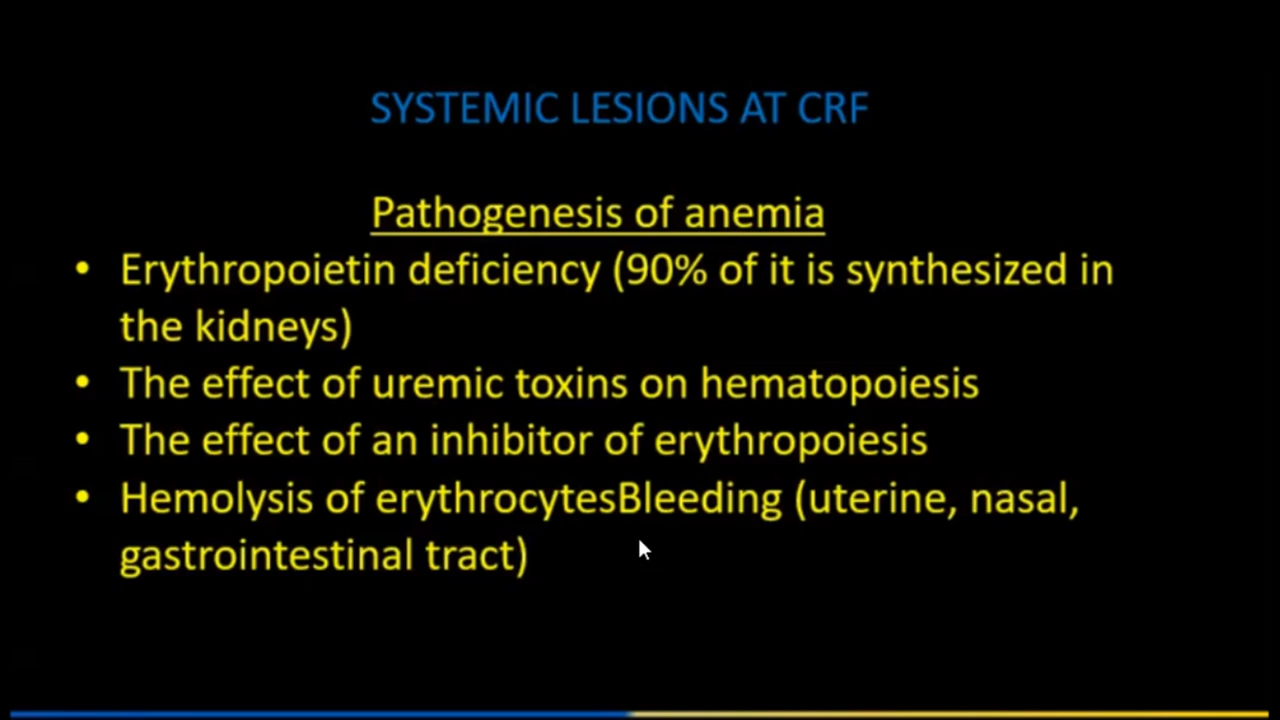 SYSTEMIC LESIONS AT CRF
Pathogenesis of anemia
• Erythropoietin deficiency (90% of it is synthesized in
the kidneys)
• The effect of uremic toxins on hematopoiesis
• The effect of an inhibitor of erythropoiesis
• Hemolysis of erythrocytesBleeding (uterine, nasal,
gastrointestinal tract)